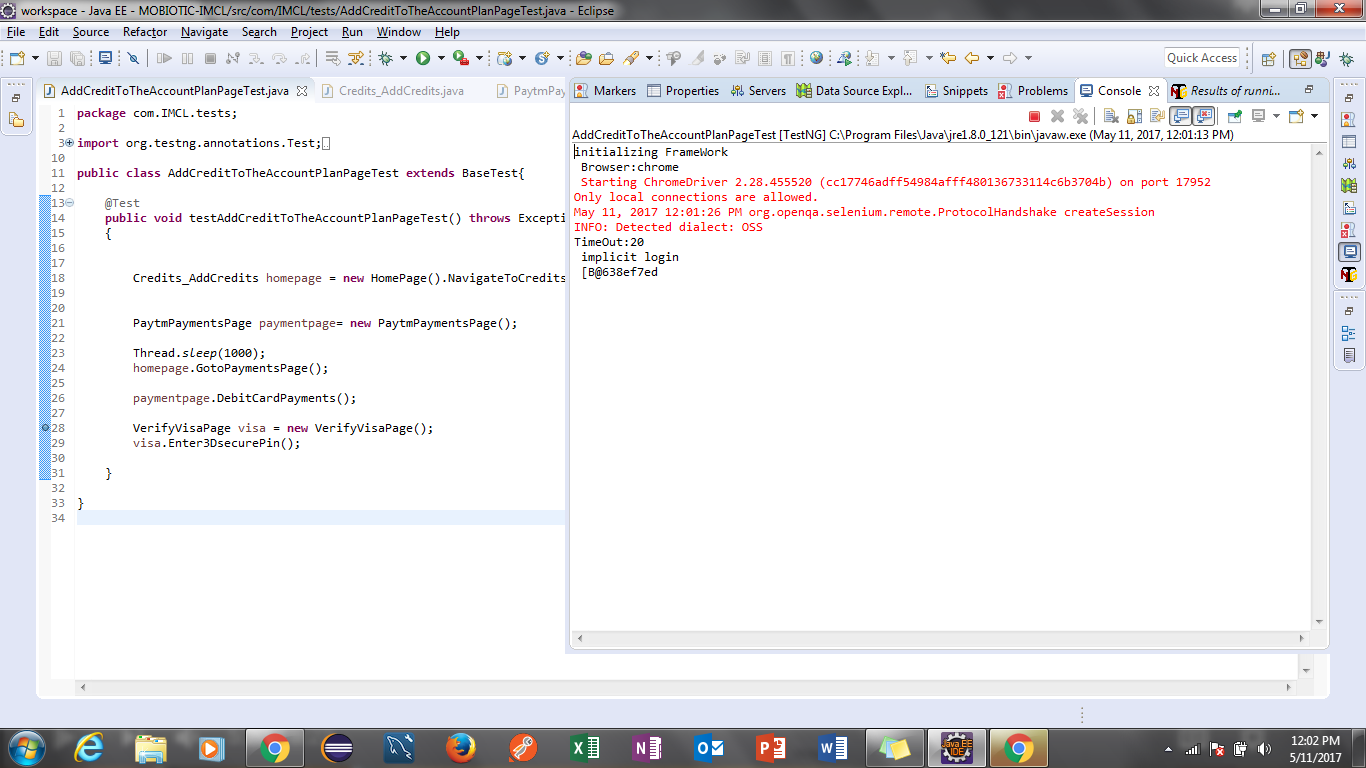 workspace - Java EE - MOBIOTIC-IMCL/src/com/IMCL/tests/AddCreditToTheAccountPlanPageTest.java - Eclipse
File Edit Source Refactor Navigate Search Project Run Window Help
Quick Access
AddCreditToTheAccountPlanPageTest.java Credits_AddCredits.java PaytmPay
1 package com.IMCL.tests;
2
3 import org.testng.annotations.Test;
10
11 public class AddCreditToTheAccountPlanPageTest extends BaseTest{
12
13 @Test
14 public void testAddCreditToTheAccountPlanPageTest() throws Excepti
15 {
16
17
18 Credits_AddCredits homepage = new HomePage().NavigateToCredits
19
20
21 PaytmPaymentsPage paymentpage= new PaytmPaymentsPage();
22
23 Thread.sleep(1000);
24 homepage.GotoPaymentsPage();
25
26 paymentpage.DebitCardPayments();
27
28 VerifyVisaPage visa = new VerifyVisaPage();
29 visa.Enter3DsecurePin();
30
31 }
32
33 }
34
Markers Properties Servers Data Source Expl... Snippets Problems Console Results of runni...
AddCreditToTheAccountPlanPageTest [TestNG] C:\Program Files\Java\jre1.8.0_121\bin\javaw.exe (May 11, 2017, 12:01:13 PM)
initializing FrameWork
Browser:chrome
Starting ChromeDriver 2.28.455520 (cc17746adff54984afff480136733114c6b3704b) on port 17952
Only local connections are allowed.
May 11, 2017 12:01:26 PM org.openqa.selenium.remote.ProtocolHandshake createSession
INFO: Detected dialect: OSS
TimeOut:20
implicit login
[B@638ef7ed
Java EE
IDE
12:02 PM
5/11/2017